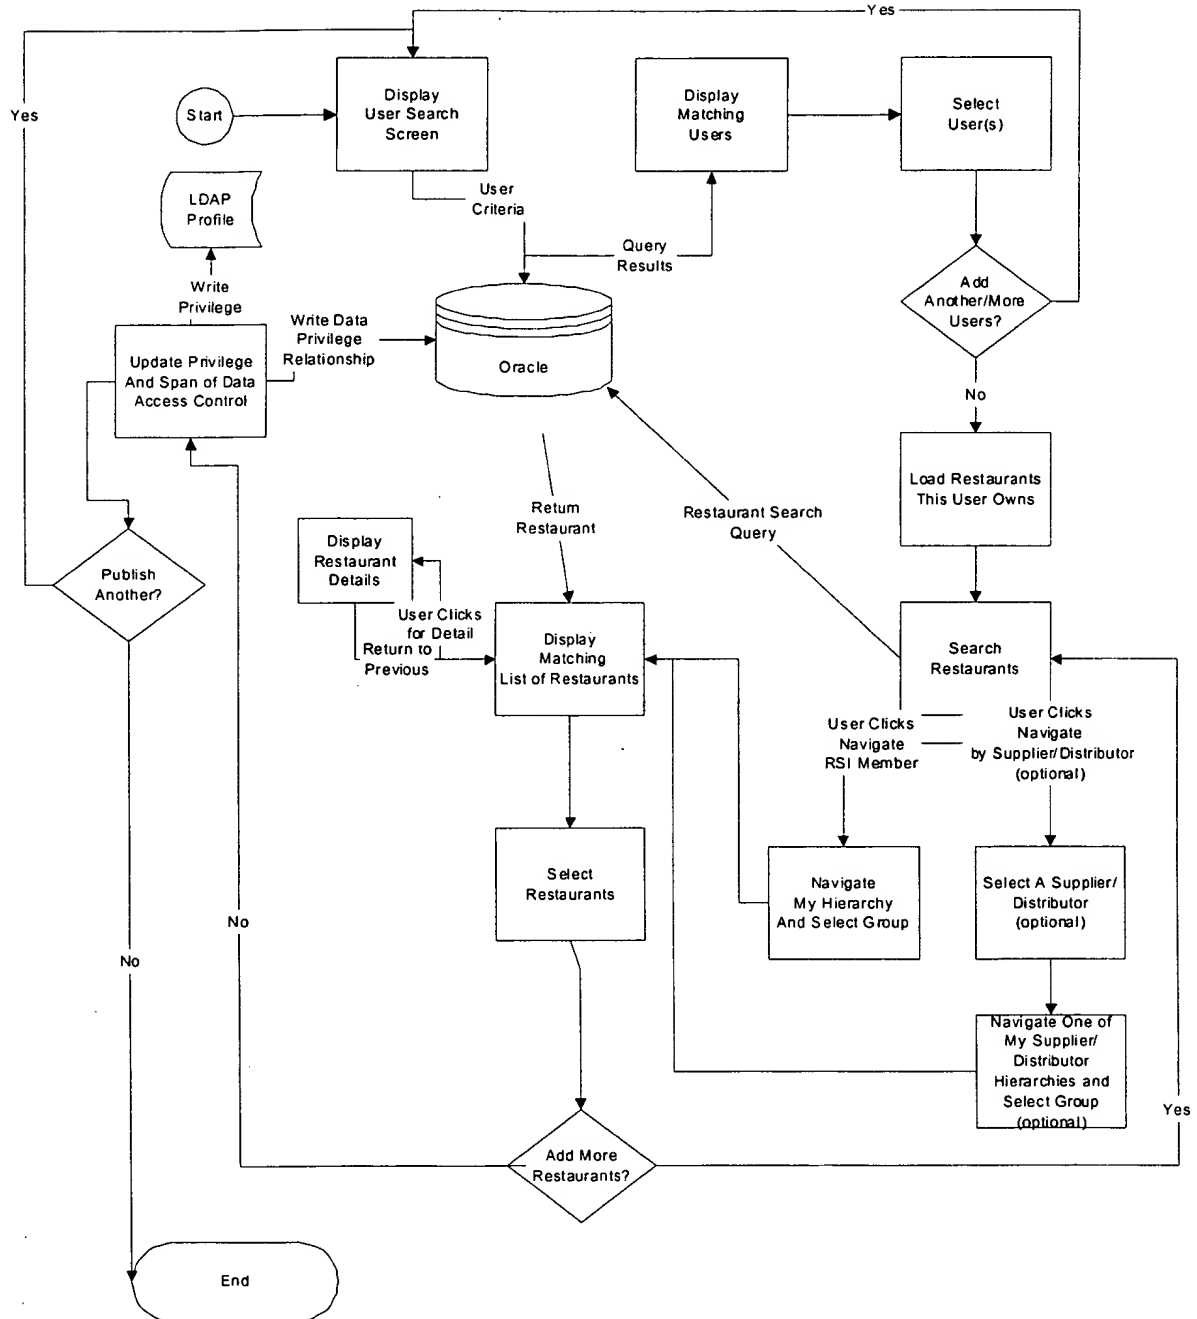 Yes
Yes
Start
Display
User Search
Screen
Display
Matching
Users
Select
User(s)
LDAP
Profile
User
Criteria
Query
Results
Write
Privilege
Write Data
Privilege
Relationship
Add
Another/More
Users?
Update Privilege
And Span of Data
Access Control
Oracle
No
Load Restaurants
This User Owns
Return
Restaurant
Restaurant Search
Query
Display
Restaurant
Details
Publish
Another?
User Clicks
for Detail
Return to
Previous
Display
Matching
List of Restaurants
Search
Restaurants
User Clicks
Navigate
RSI Member
User Clicks
Navigate
by Supplier/Distributor
(optional)
Select
Restaurants
Navigate
My Hierarchy
And Select Group
Select A Supplier/
Distributor
(optional)
No
No
Navigate One of
My Supplier/
Distributor
Hierarchies and
Select Group
(optional)
Yes
Add More
Restaurants?
End